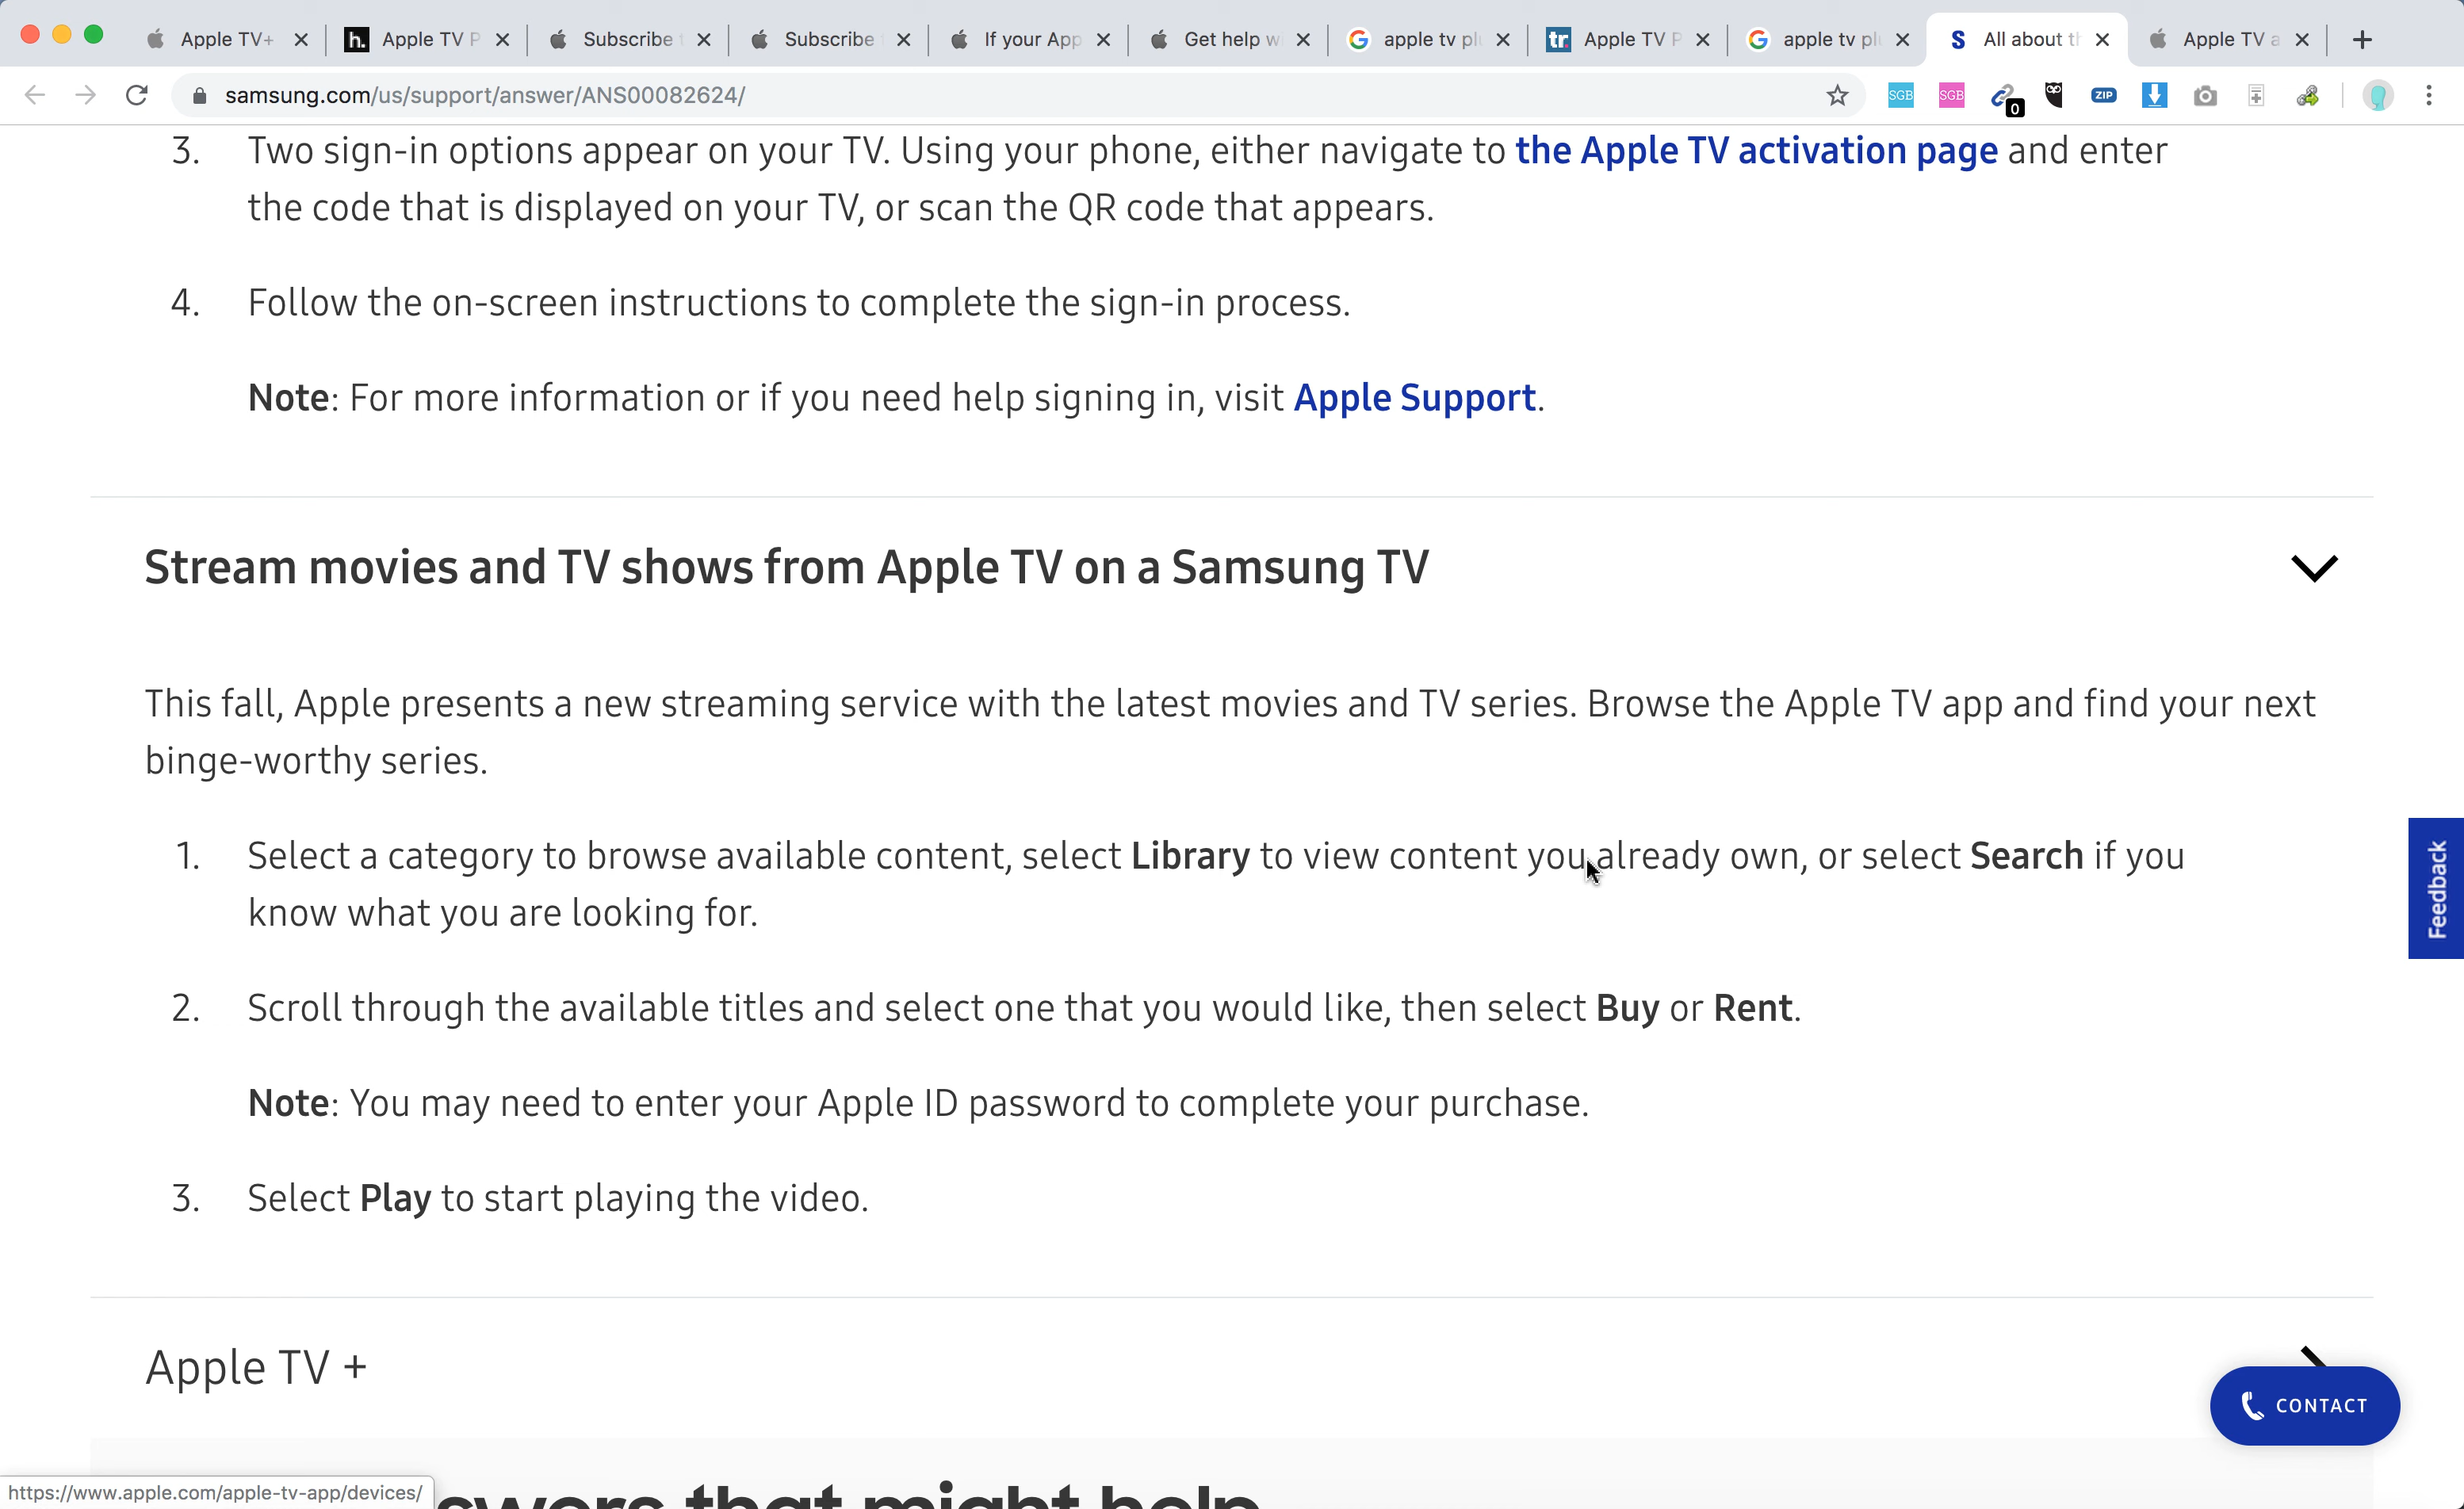 Apple TV+
h. Apple TV P
Subscribe
Subscribe
If your App
Get help w
apple tv pl
tr. Apple TV P
apple tv pl
S All about t
Apple TV a
samsung.com/us/support/answer/ANS00082624/
SGB
SGB
0
ZIP
3. Two sign-in options appear on your TV. Using your phone, either navigate to the Apple TV activation page and enter
the code that is displayed on your TV, or scan the QR code that appears.
4. Follow the on-screen instructions to complete the sign-in process.
Note: For more information or if you need help signing in, visit Apple Support.
Stream movies and TV shows from Apple TV on a Samsung TV
This fall, Apple presents a new streaming service with the latest movies and TV series. Browse the Apple TV app and find your next
binge-worthy series.
1. Select a category to browse available content, select Library to view content you already own, or select Search if you
know what you are looking for.
Feedback
2. Scroll through the available titles and select one that you would like, then select Buy or Rent.
Note: You may need to enter your Apple ID password to complete your purchase.
3. Select Play to start playing the video.
Apple TV +
CONTACT
https://www.apple.com/apple-tv-app/devices/
swers that might help